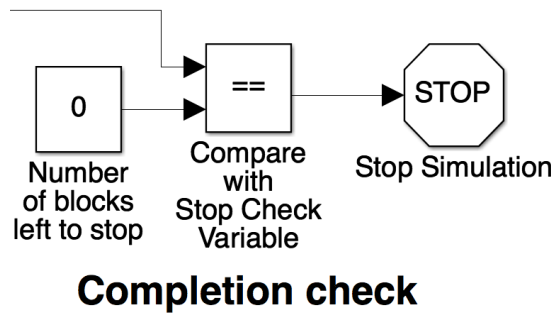 0
Number
of blocks
left to stop
==
Compare
with
Stop Check
Variable
STOP
Stop Simulation
Completion check